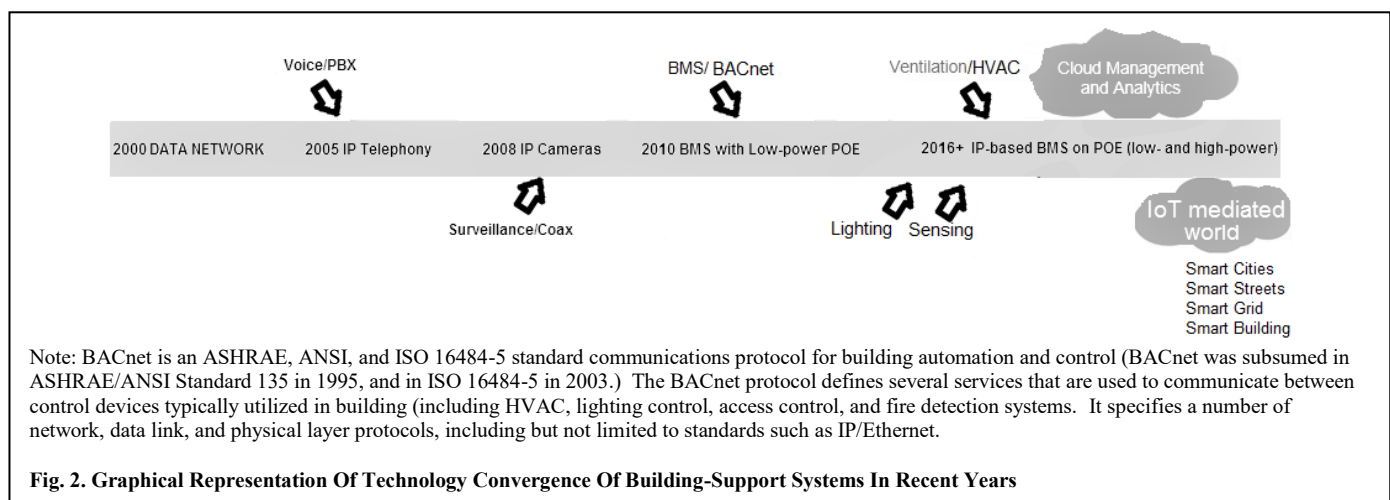 Voice/PBX
BMS/ BACnet
Ventilation/HVAC
Cloud Management
and Analytics
2000 DATA NETWORK
2005 IP Telephony
2008 IP Cameras
2010 BMS with Low-power POE
2016+ IP-based BMS on POE (low- and high-power)
Surveillance/Coax
Lighting
Sensing
IoT mediated
world
Smart Cities
Smart Streets
Smart Grid
Smart Building
Note: BACnet is an ASHRAE, ANSI, and ISO 16484-5 standard communications protocol for building automation and control (BACnet was subsumed in
ASHRAE/ANSI Standard 135 in 1995, and in ISO 16484-5 in 2003.)  The BACnet protocol defines several services that are used to communicate between
control devices typically utilized in building (including HVAC, lighting control, access control, and fire detection systems.  It specifies a number of
network, data link, and physical layer protocols, including but not limited to standards such as IP/Ethernet.
Fig. 2. Graphical Representation Of Technology Convergence Of Building-Support Systems In Recent Years